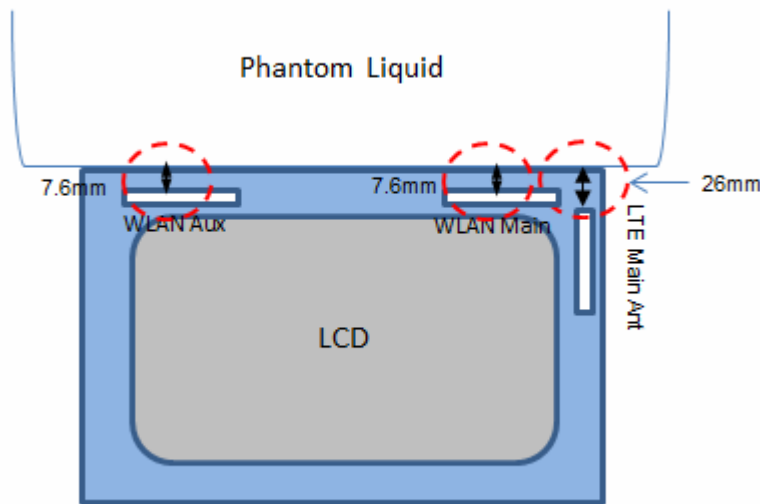 Phantom Liquid
7.6mm
7.6mm
26mm
WLAN Aux
WLAN Main
LTE Main Ant
LCD